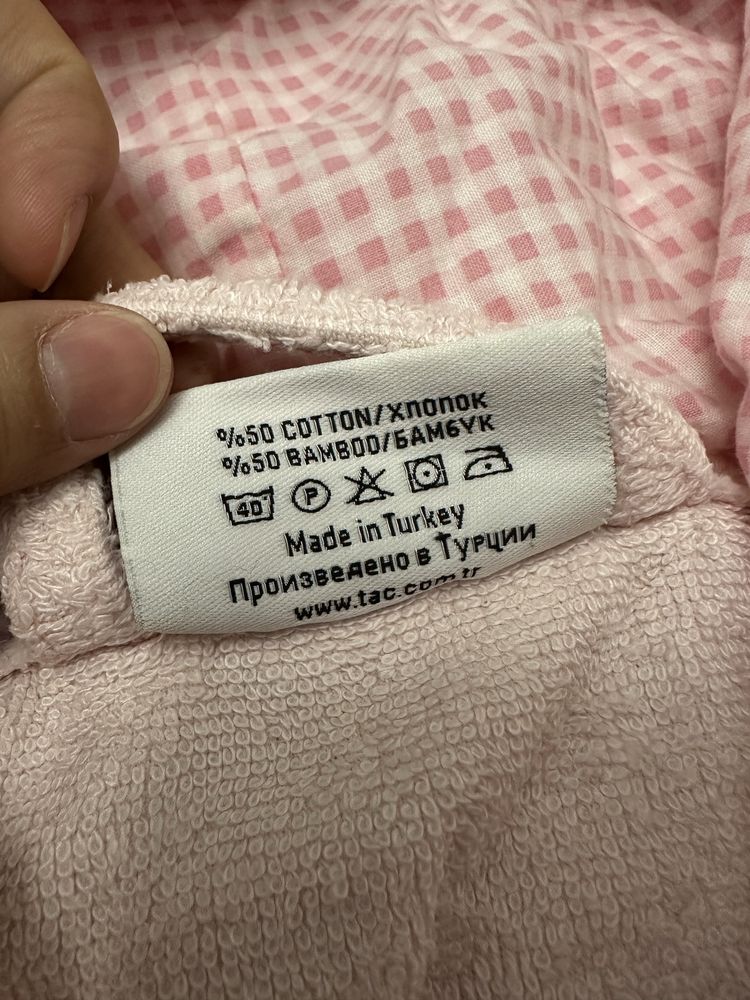 %50 COTTON/ХЛОПОК
%50 BAMBOO/БАМБУК
40 P
Made in Turkey
Произведено в Турции
www.tac.com.tr